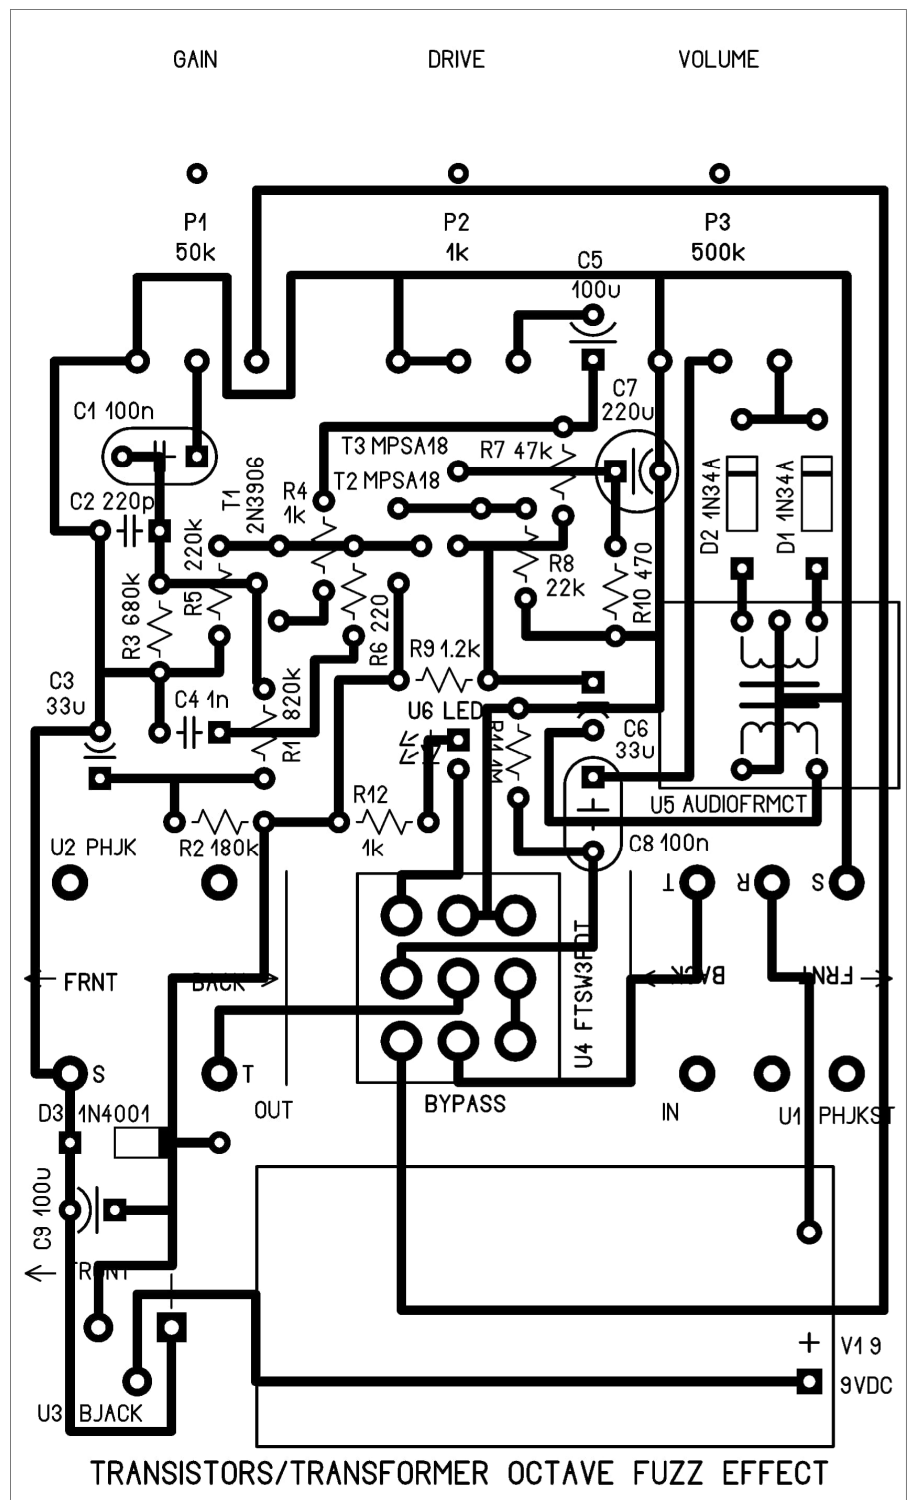 GAIN DRIVE VOLUME
P1 P2 P3
50k 1k 500k
C5
100u
C7
220u
C1 100n
T3 MPSA18
R7 47k
T2 MPSA18
T1
2N3906
R4
1k
C2 220p
220k
R5
D2 1N34A
D1 1N34A
R8
22k
R10 470
R3 680k
R6 220
R9 1.2k
C3
33u
C4 1n
820k
R1
U6 LED
R11 1M
C6
33u
R12
1k
U5 AUDIOFRMCT
R2 180k
C8 100n
U2 PHJK
T R S
FRNT BACK
BACK FRNT
U4 FTSW3PDT
S T
D3 1N4001
OUT
BYPASS
IN
U1 PHJKST
C9 100u
FRNT
+ V1 9
9VDC
U3 BJACK
TRANSISTORS/TRANSFORMER OCTAVE FUZZ EFFECT